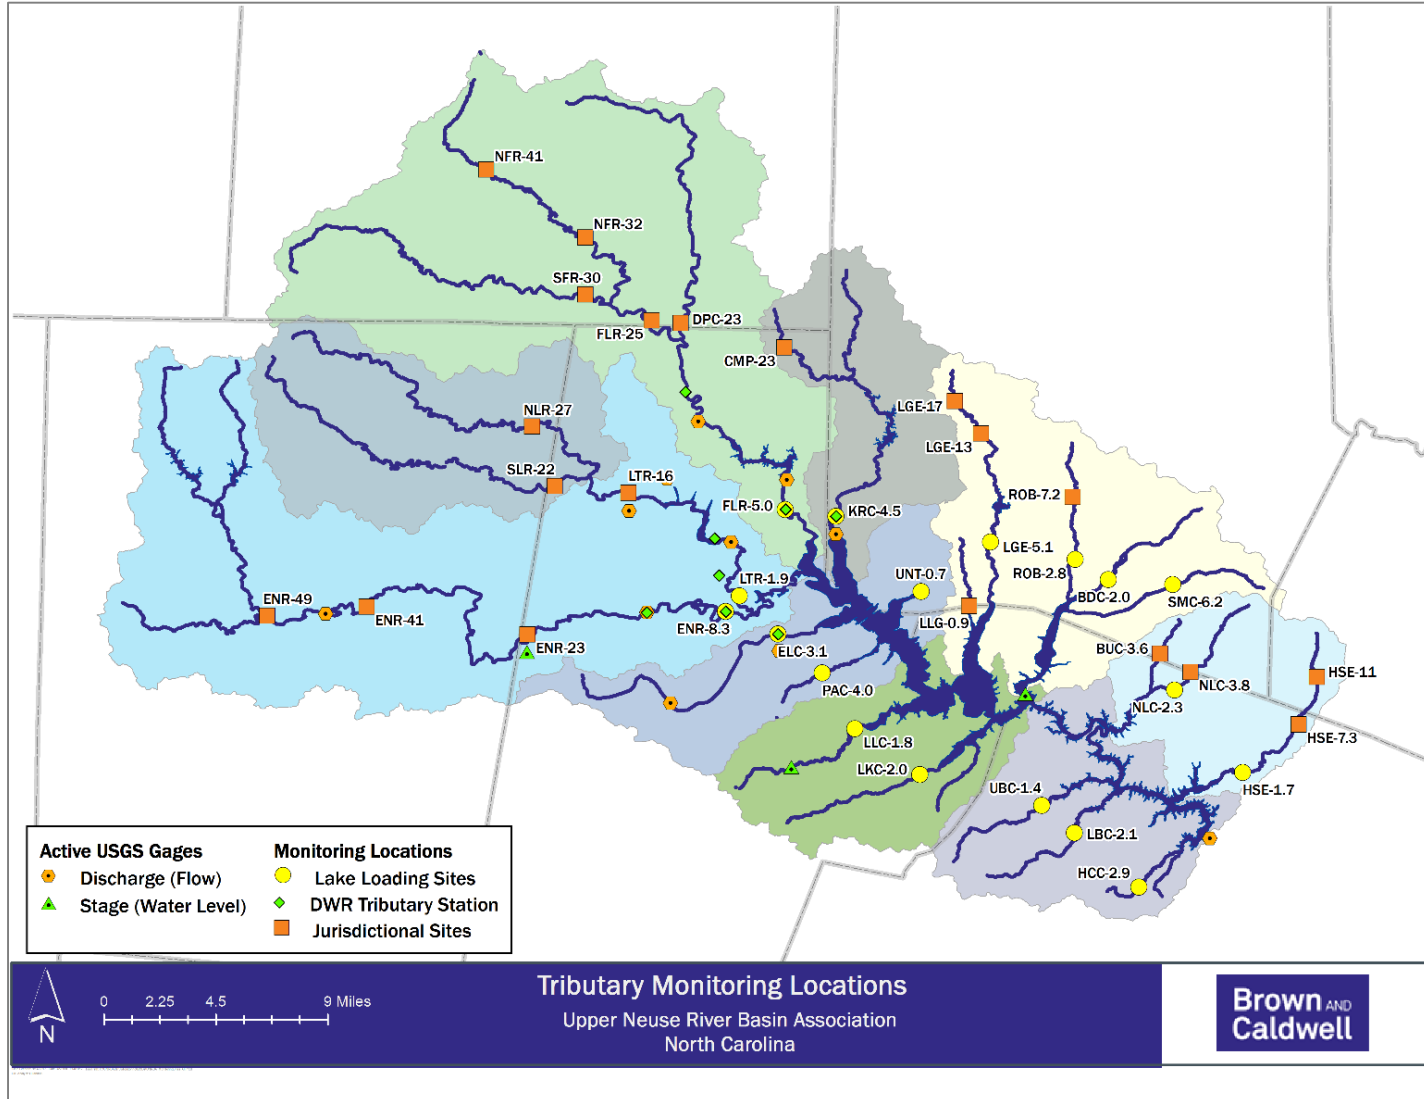 NFR-41
NFR-32
SFR-30
FLR-25
DPC-23
CMP-23
LGE-17
NLR-27
LGE-13
SLR-22
LTR-16
ROB-7.2
FLR-5.0
KRC-4.5
LGE-5.1
UNT-0.7
ROB-2.8
LTR-1.9
BDC-2.0
SMC-6.2
ENR-49
ENR-41
ENR-8.3
LLG-0.9
ENR-23
ELC-3.1
BUC-3.6
HSE-11
NLC-3.8
PAC-4.0
NLC-2.3
HSE-7.3
LLC-1.8
LKC-2.0
UBC-1.4
HSE-1.7
LBC-2.1
HCC-2.9
Active USGS Gages
Discharge (Flow)
Stage (Water Level)
Monitoring Locations
Lake Loading Sites
DWR Tributary Station
Jurisdictional Sites
N
0 2.25 4.5 9 Miles
Tributary Monitoring Locations
Upper Neuse River Basin Association
North Carolina
Brown AND
Caldwell